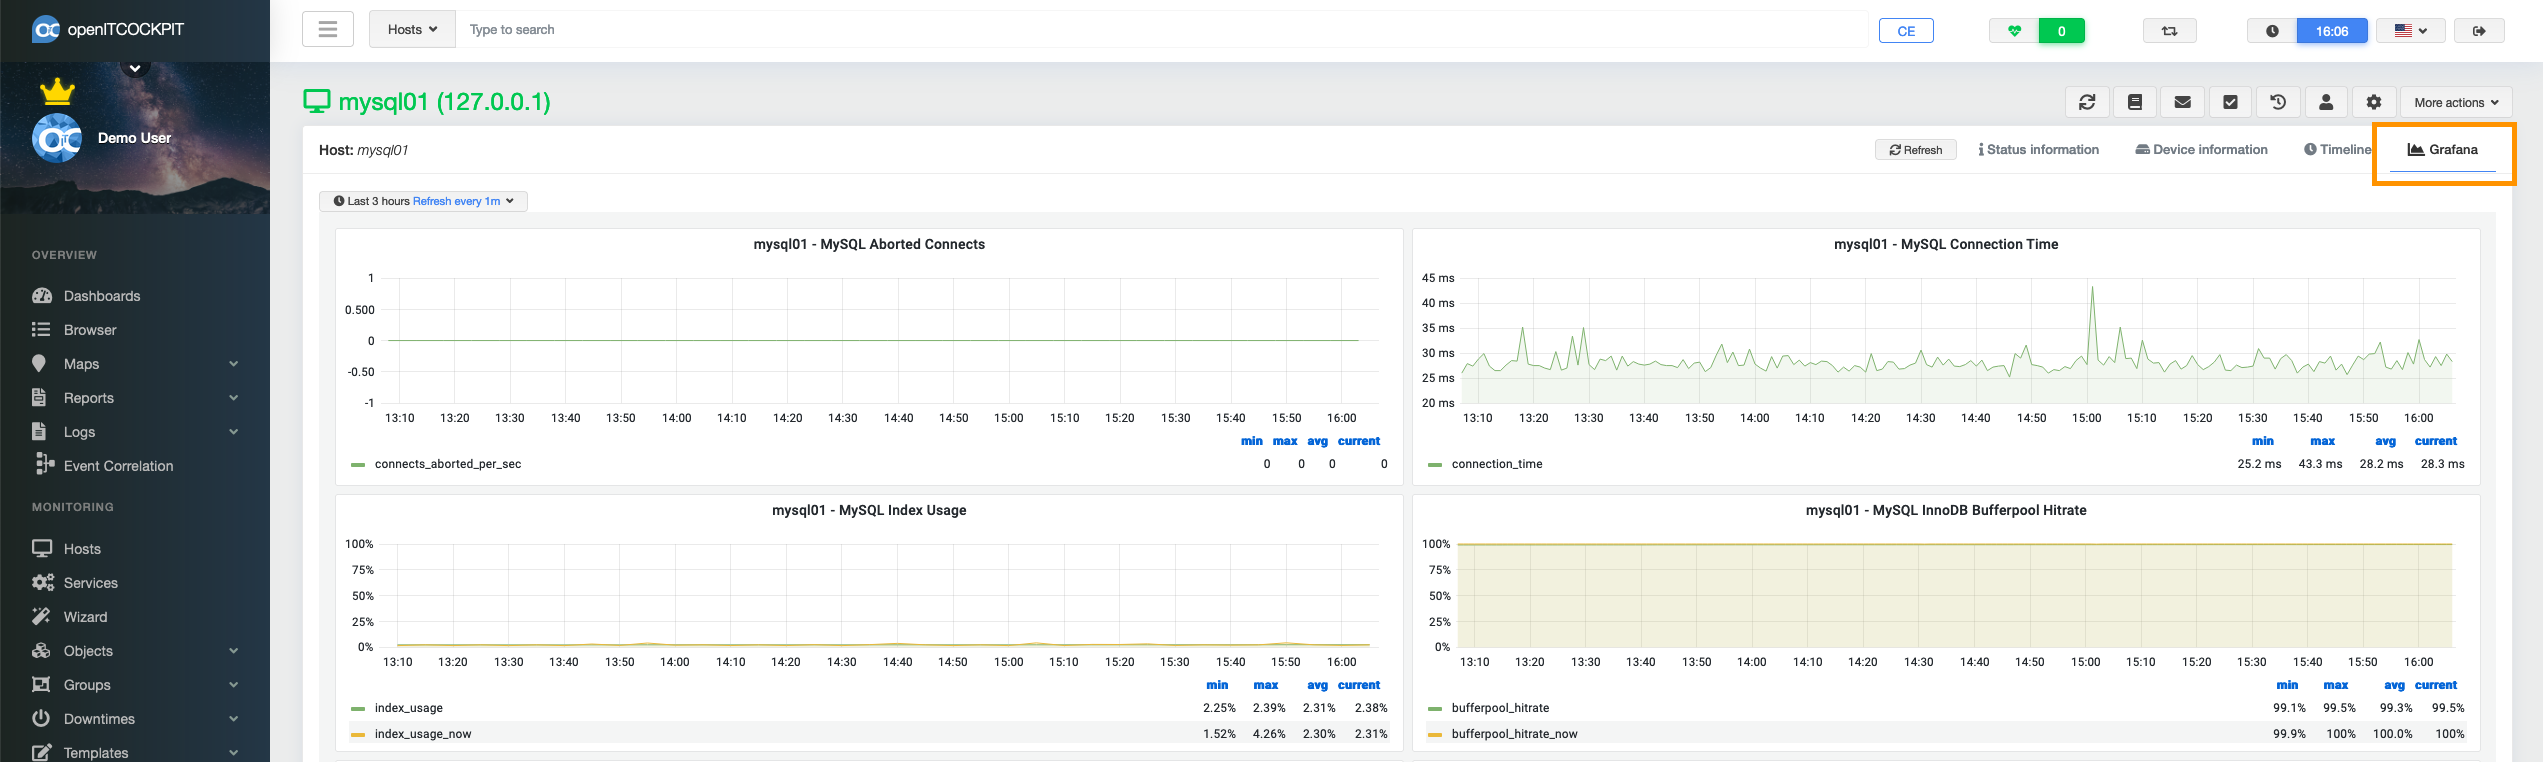 openITCOCKPIT
Hosts
Type to search
CE
0
16:06
Demo User
OVERVIEW
Dashboards
Browser
Maps
Reports
Logs
Event Correlation
MONITORING
Hosts
Services
Wizard
Objects
Groups
Downtimes
Templates
mysql01 (127.0.0.1)
More actions
Host: mysql01
Refresh
Status information
Device information
Timeline
Grafana
Last 3 hours Refresh every 1m
mysql01 - MySQL Aborted Connects
1
0.500
0
-0.50
-1
13:10 13:20 13:30 13:40 13:50 14:00 14:10 14:20 14:30 14:40 14:50 15:00 15:10 15:20 15:30 15:40 15:50 16:00
min max avg current
connects_aborted_per_sec 0 0 0 0
mysql01 - MySQL Connection Time
45 ms
40 ms
35 ms
30 ms
25 ms
20 ms
13:10 13:20 13:30 13:40 13:50 14:00 14:10 14:20 14:30 14:40 14:50 15:00 15:10 15:20 15:30 15:40 15:50 16:00
min max avg current
connection_time 25.2 ms 43.3 ms 28.2 ms 28.3 ms
mysql01 - MySQL Index Usage
100%
75%
50%
25%
0%
13:10 13:20 13:30 13:40 13:50 14:00 14:10 14:20 14:30 14:40 14:50 15:00 15:10 15:20 15:30 15:40 15:50 16:00
min max avg current
index_usage 2.25% 2.39% 2.31% 2.38%
index_usage_now 1.52% 4.26% 2.30% 2.31%
mysql01 - MySQL InnoDB Bufferpool Hitrate
100%
75%
50%
25%
0%
13:10 13:20 13:30 13:40 13:50 14:00 14:10 14:20 14:30 14:40 14:50 15:00 15:10 15:20 15:30 15:40 15:50 16:00
min max avg current
bufferpool_hitrate 99.1% 99.5% 99.3% 99.5%
bufferpool_hitrate_now 99.9% 100% 100.0% 100%